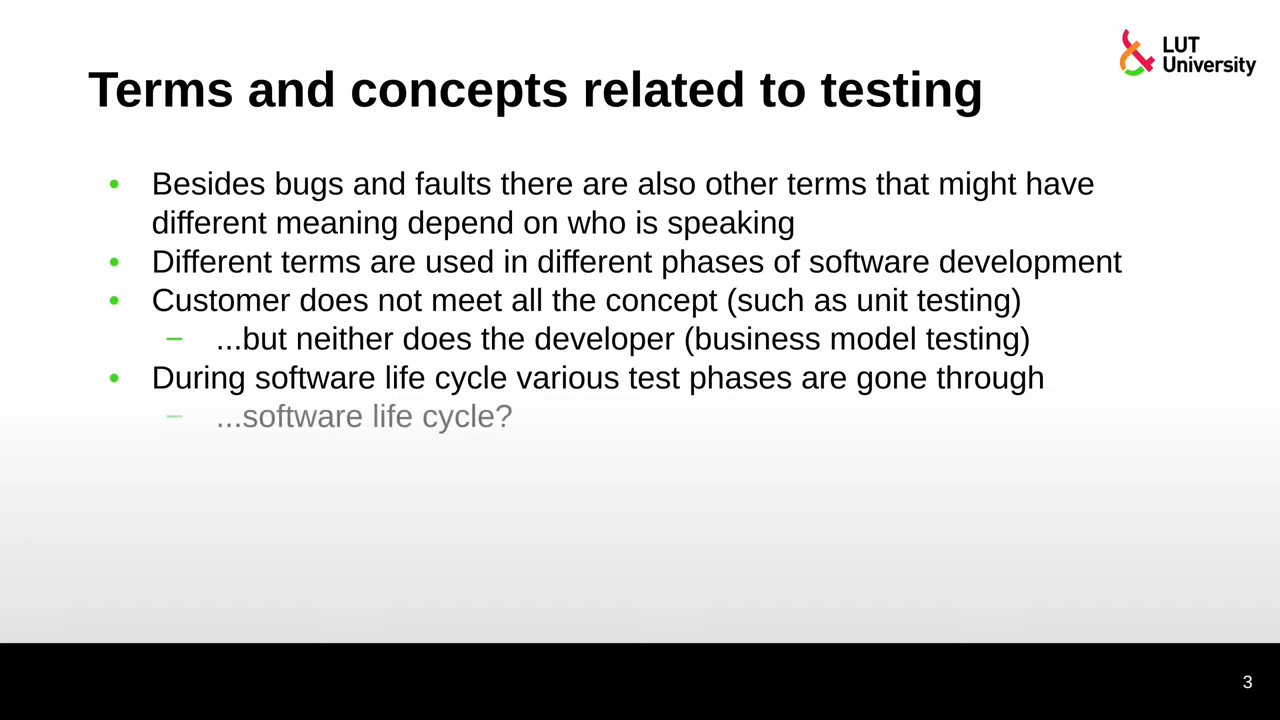 LUT
University
Terms and concepts related to testing
• Besides bugs and faults there are also other terms that might have
different meaning depend on who is speaking
• Different terms are used in different phases of software development
• Customer does not meet all the concept (such as unit testing)
– ...but neither does the developer (business model testing)
• During software life cycle various test phases are gone through
– ...software life cycle?
3